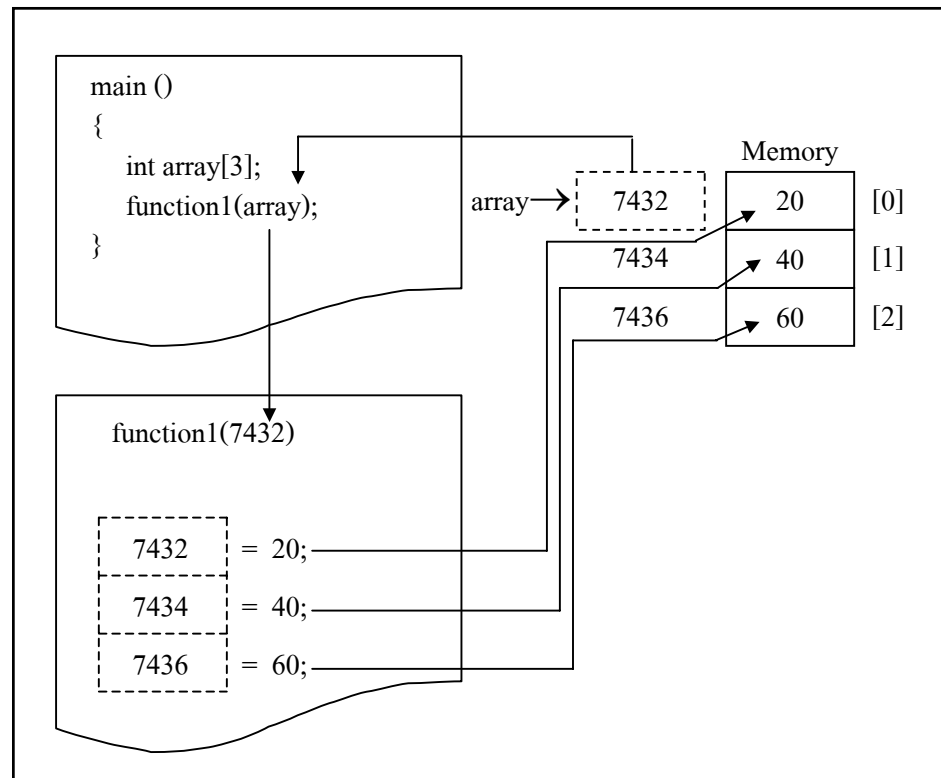 main ()
{
int array[3];
function1(array);
}
Memory
array 7432 20 [0]
7434 40 [1]
7436 60 [2]
function1(7432)
7432 = 20;
7434 = 40;
7436 = 60;